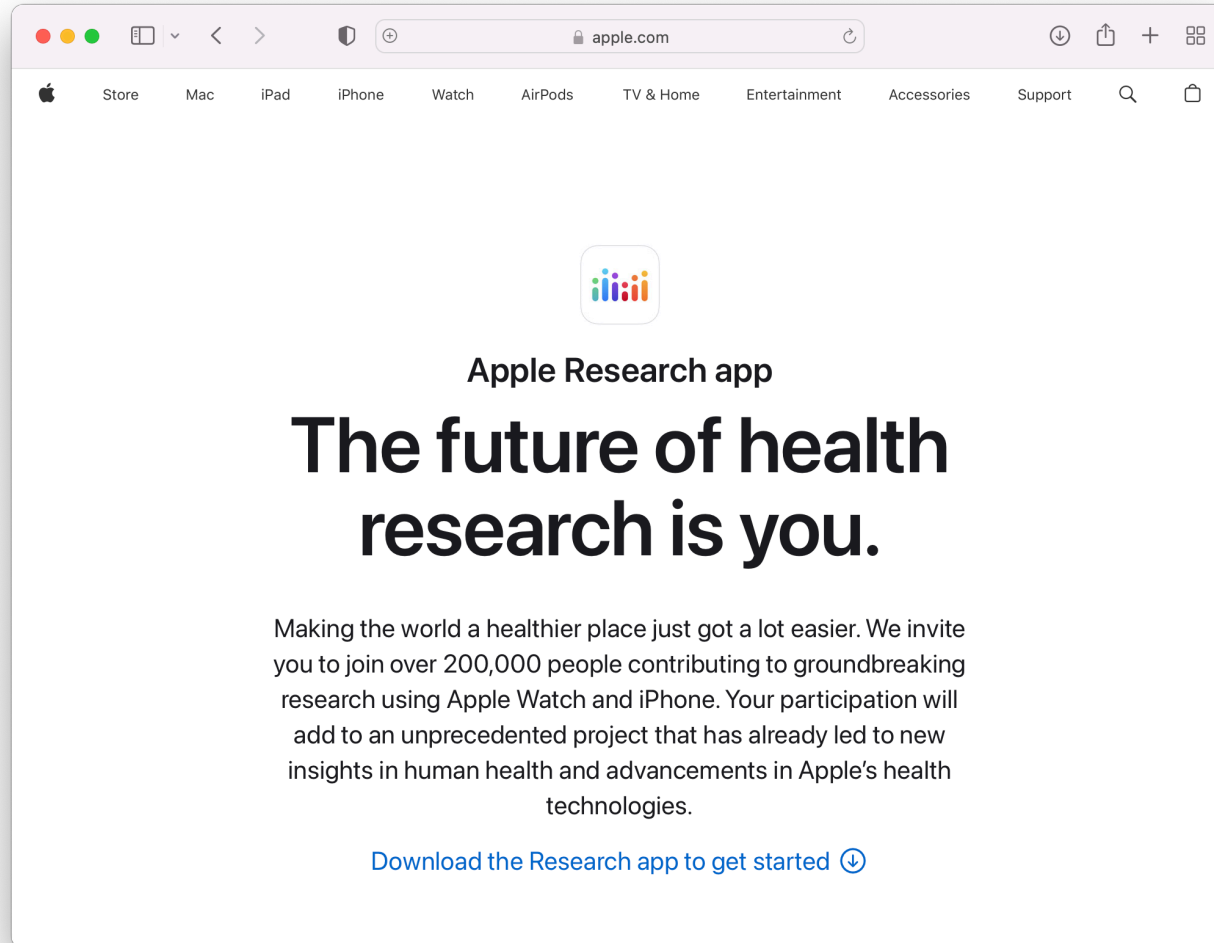 apple.com
Store Mac iPad iPhone Watch AirPods TV & Home Entertainment Accessories Support
Apple Research app
The future of health
research is you.
Making the world a healthier place just got a lot easier. We invite
you to join over 200,000 people contributing to groundbreaking
research using Apple Watch and iPhone. Your participation will
add to an unprecedented project that has already led to new
insights in human health and advancements in Apple’s health
technologies.
Download the Research app to get started